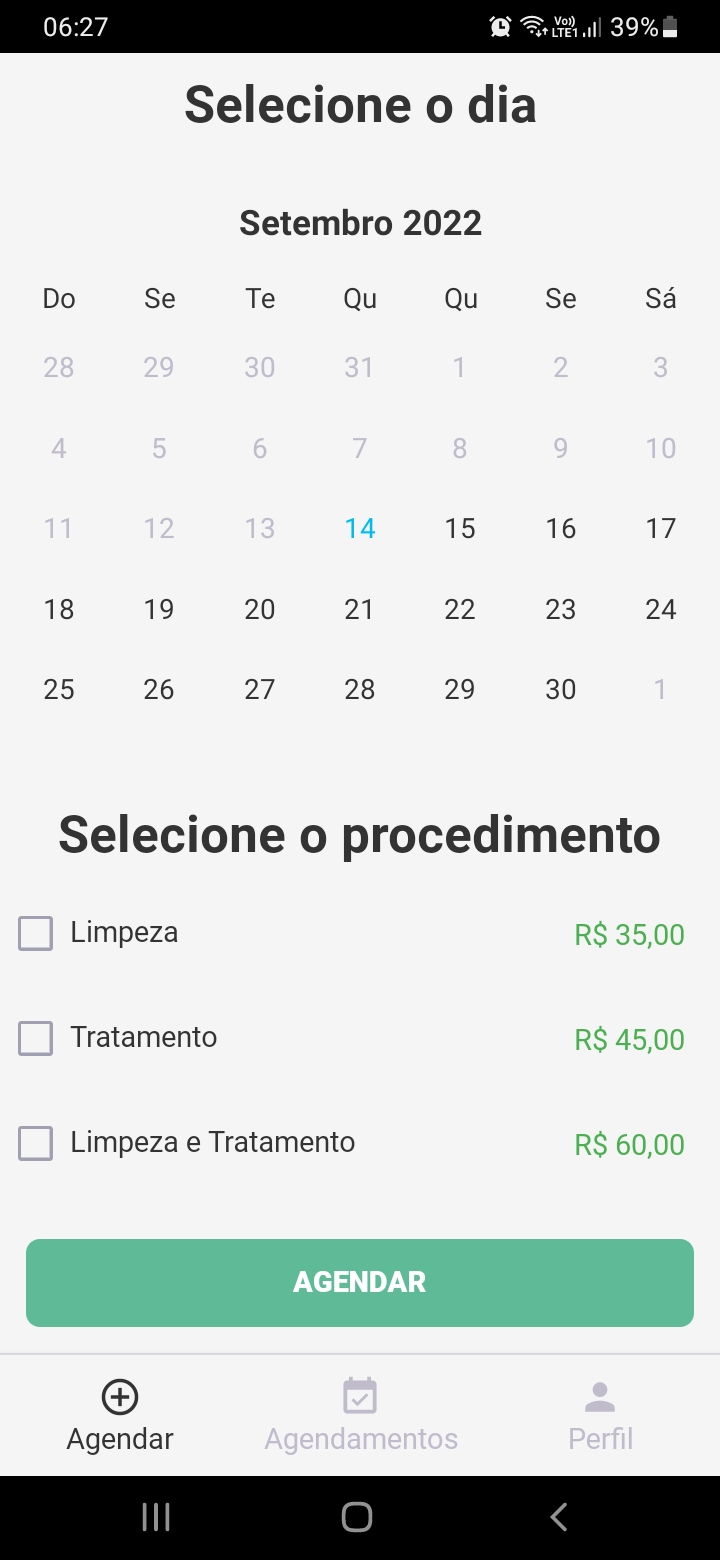 06:27 Vo)) LTE1 39%
Selecione o dia
Setembro 2022
Do Se Te Qu Qu Se Sá
28 29 30 31 1 2 3
4 5 6 7 8 9 10
11 12 13 14 15 16 17
18 19 20 21 22 23 24
25 26 27 28 29 30 1
Selecione o procedimento
Limpeza R$ 35,00
Tratamento R$ 45,00
Limpeza e Tratamento R$ 60,00
AGENDAR
Agendar Agendamentos Perfil